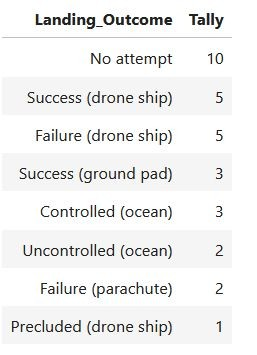 Landing_Outcome Tally
No attempt 10
Success (drone ship) 5
Failure (drone ship) 5
Success (ground pad) 3
Controlled (ocean) 3
Uncontrolled (ocean) 2
Failure (parachute) 2
Precluded (drone ship) 1